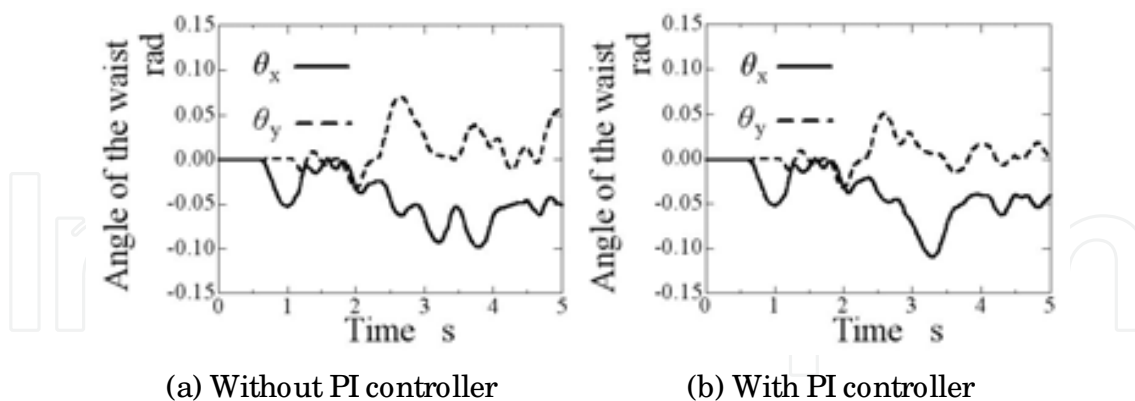 0.15
0.10
0.05
0.00
-0.05
-0.10
-0.15
Angle of the waist
rad
θx
θy
0 1 2 3 4 5
Time s
(a) Without PI controller
0.15
0.10
0.05
0.00
-0.05
-0.10
-0.15
Angle of the waist
rad
θx
θy
0 1 2 3 4 5
Time s
(b) With PI controller